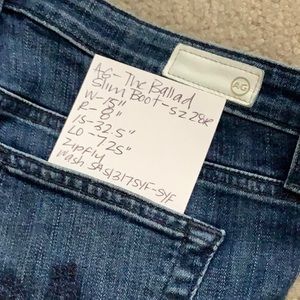 AG
AG-The Ballad
Slim Boot-sz 28R
W-15"
R-8"
IS-32.5"
LO-7.25"
Zip fly
Wash